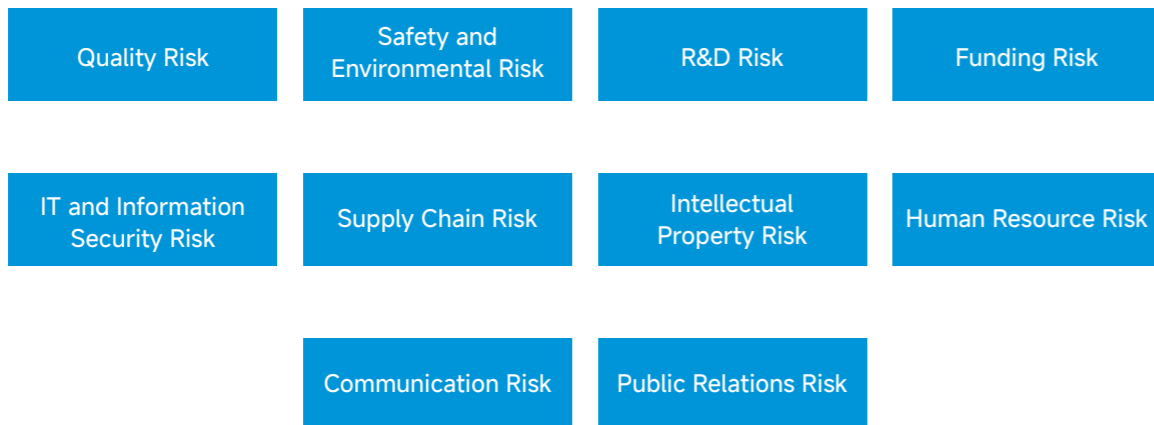 Quality Risk
Safety and
Environmental Risk
R&D Risk
Funding Risk
IT and Information
Security Risk
Supply Chain Risk
Intellectual
Property Risk
Human Resource Risk
Communication Risk
Public Relations Risk